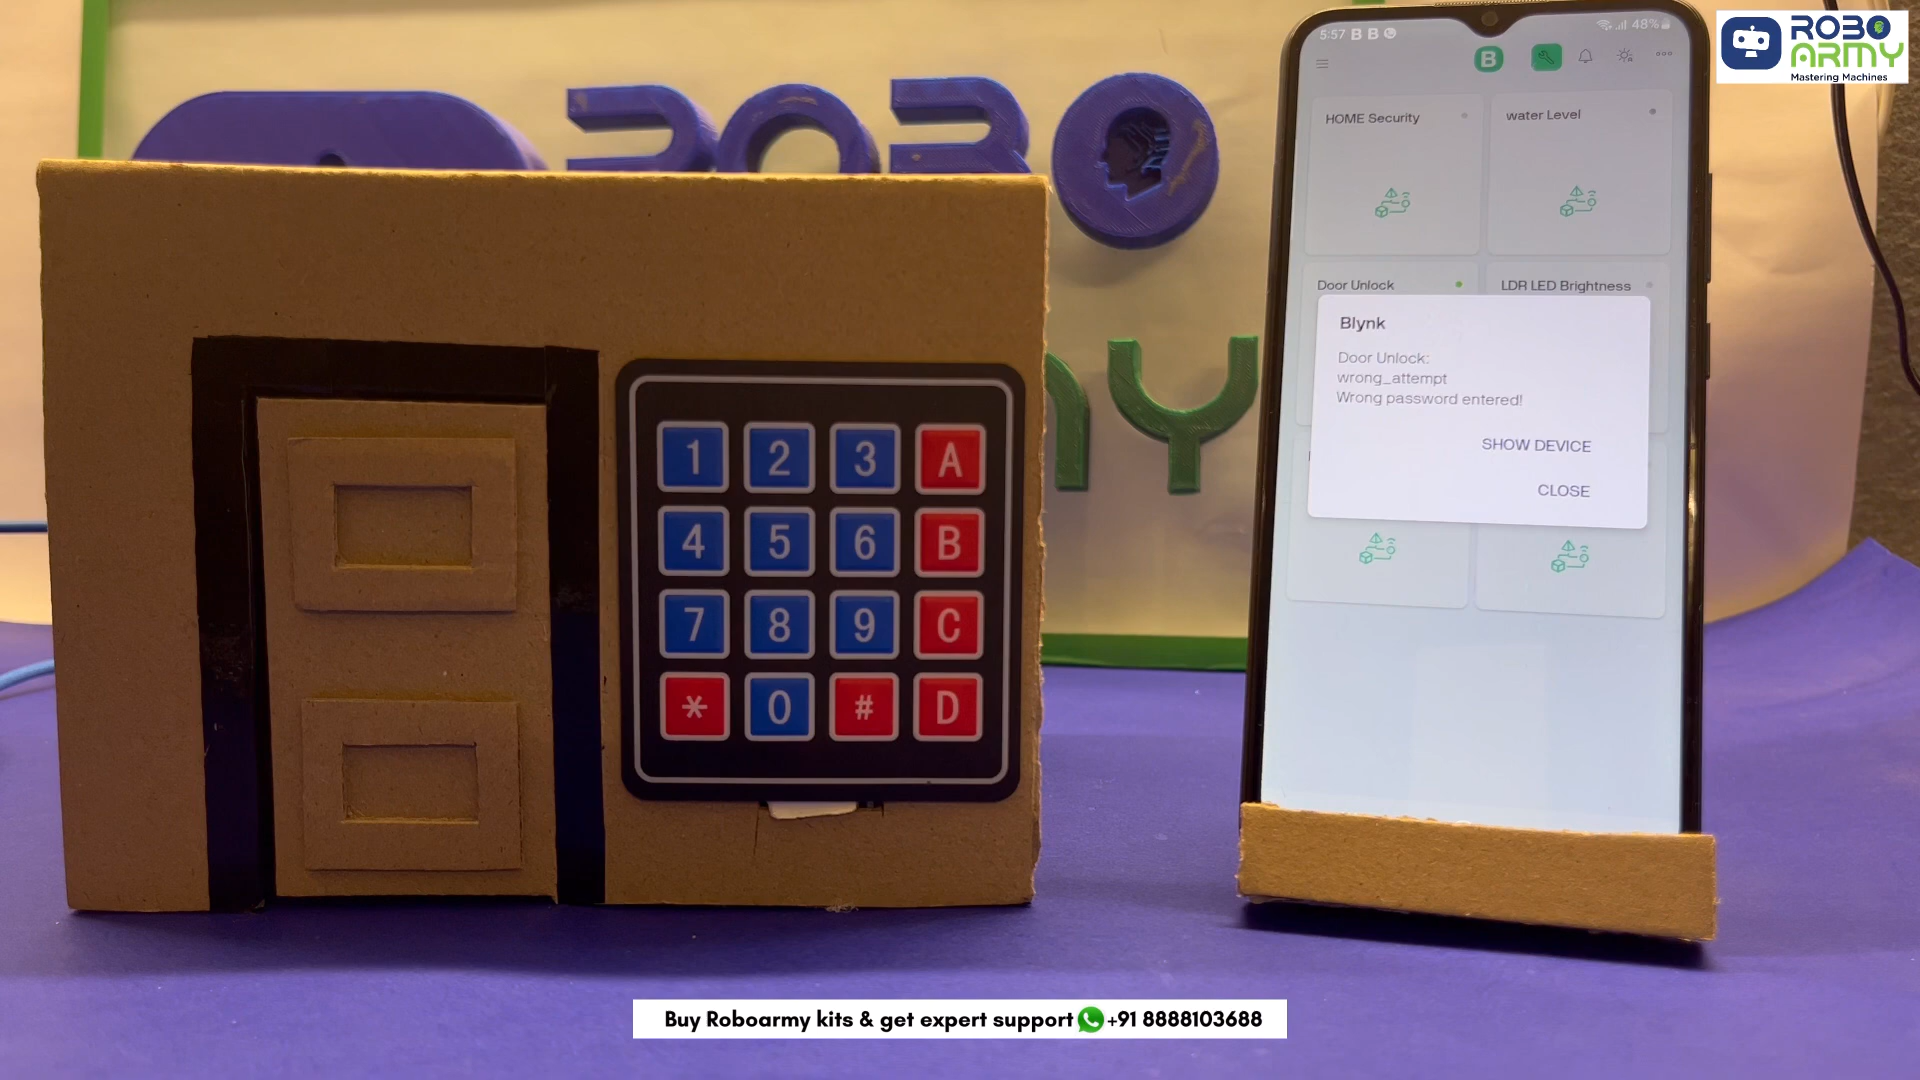 ROBO
ARMY
Mastering Machines
ROBO
MY
1 2 3 A
4 5 6 B
7 8 9 C
* 0 # D
5:57 B B 48%
B
HOME Security
water Level
Door Unlock
LDR LED Brightness
Blynk
Door Unlock:
wrong_attempt
Wrong password entered!
SHOW DEVICE
CLOSE
Buy Roboarmy kits & get expert support +91 8888103688